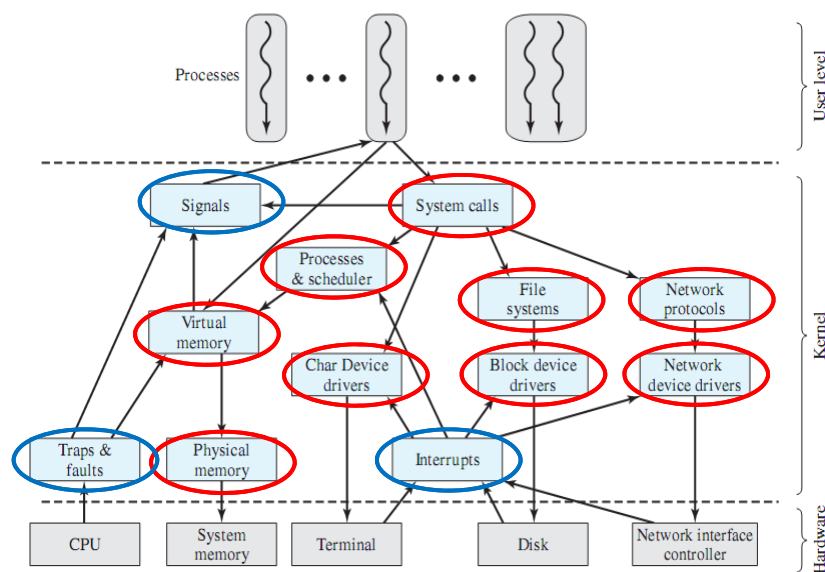 Processes
User level
Signals
System calls
Processes
& scheduler
File
systems
Network
protocols
Virtual
memory
Char Device
drivers
Block device
drivers
Network
device drivers
Kernel
Traps &
faults
Physical
memory
Interrupts
CPU
System
memory
Terminal
Disk
Network interface
controller
Hardware